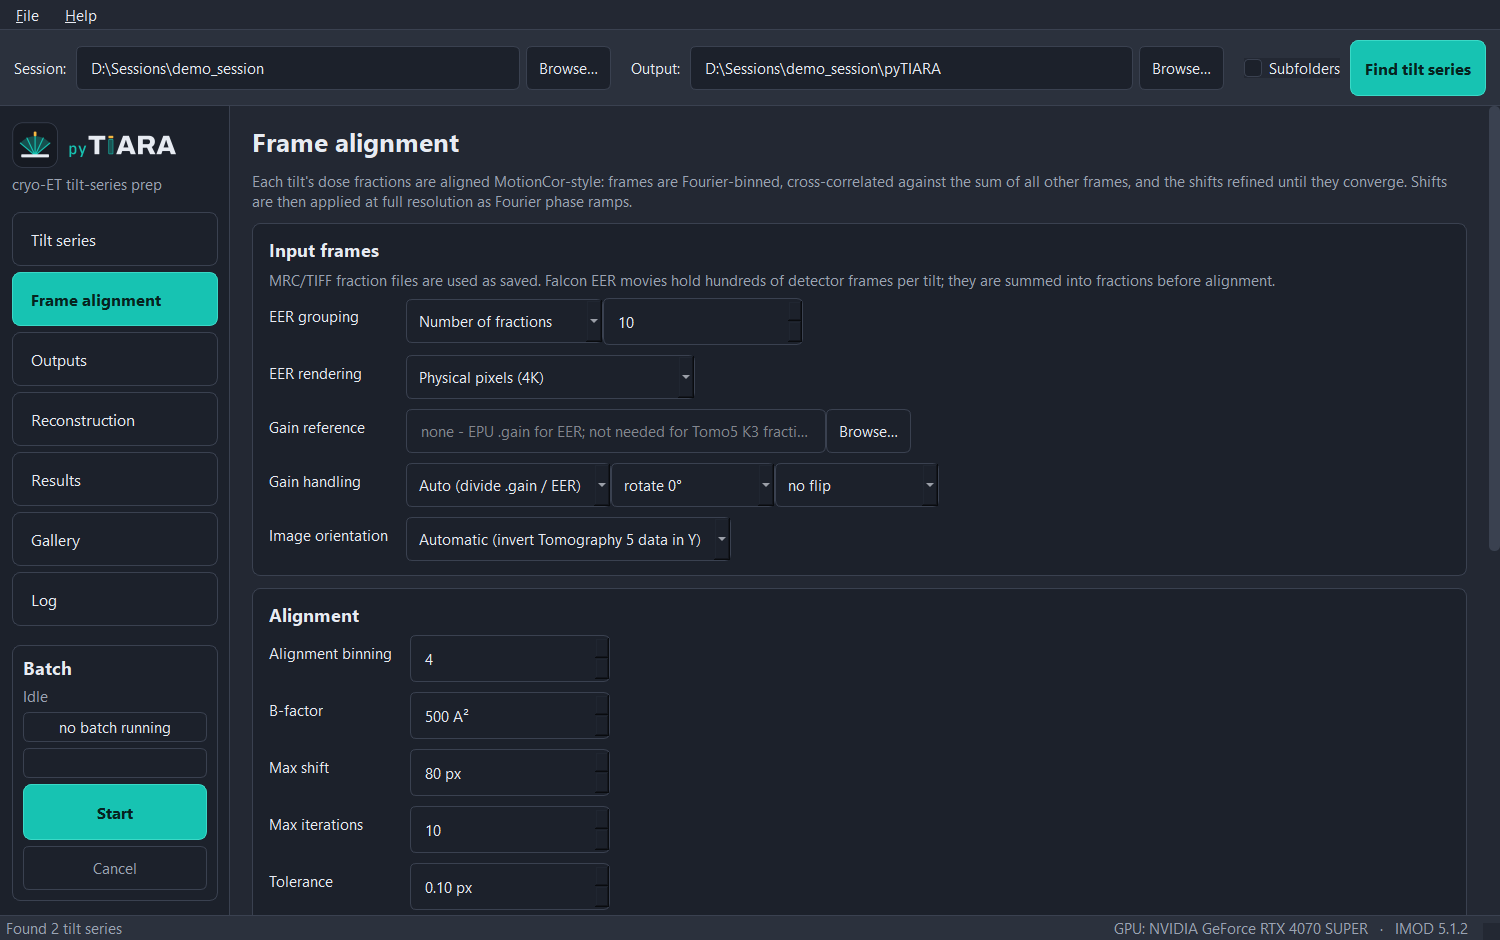 File Help
Session: D:\Sessions\demo_session Browse... Output: D:\Sessions\demo_session\pyTIARA Browse... Subfolders Find tilt series
pyTiARA
cryo-ET tilt-series prep
Tilt series
Frame alignment
Outputs
Reconstruction
Results
Gallery
Log
Batch
Idle
no batch running
Start
Cancel
Frame alignment
Each tilt's dose fractions are aligned MotionCor-style: frames are Fourier-binned, cross-correlated against the sum of all other frames, and the shifts refined until they converge. Shifts
are then applied at full resolution as Fourier phase ramps.
Input frames
MRC/TIFF fraction files are used as saved. Falcon EER movies hold hundreds of detector frames per tilt; they are summed into fractions before alignment.
EER grouping Number of fractions 10
EER rendering Physical pixels (4K)
Gain reference none - EPU .gain for EER; not needed for Tomo5 K3 fracti... Browse...
Gain handling Auto (divide .gain / EER) rotate 0° no flip
Image orientation Automatic (invert Tomography 5 data in Y)
Alignment
Alignment binning 4
B-factor 500 A²
Max shift 80 px
Max iterations 10
Tolerance 0.10 px
Found 2 tilt series GPU: NVIDIA GeForce RTX 4070 SUPER · IMOD 5.1.2